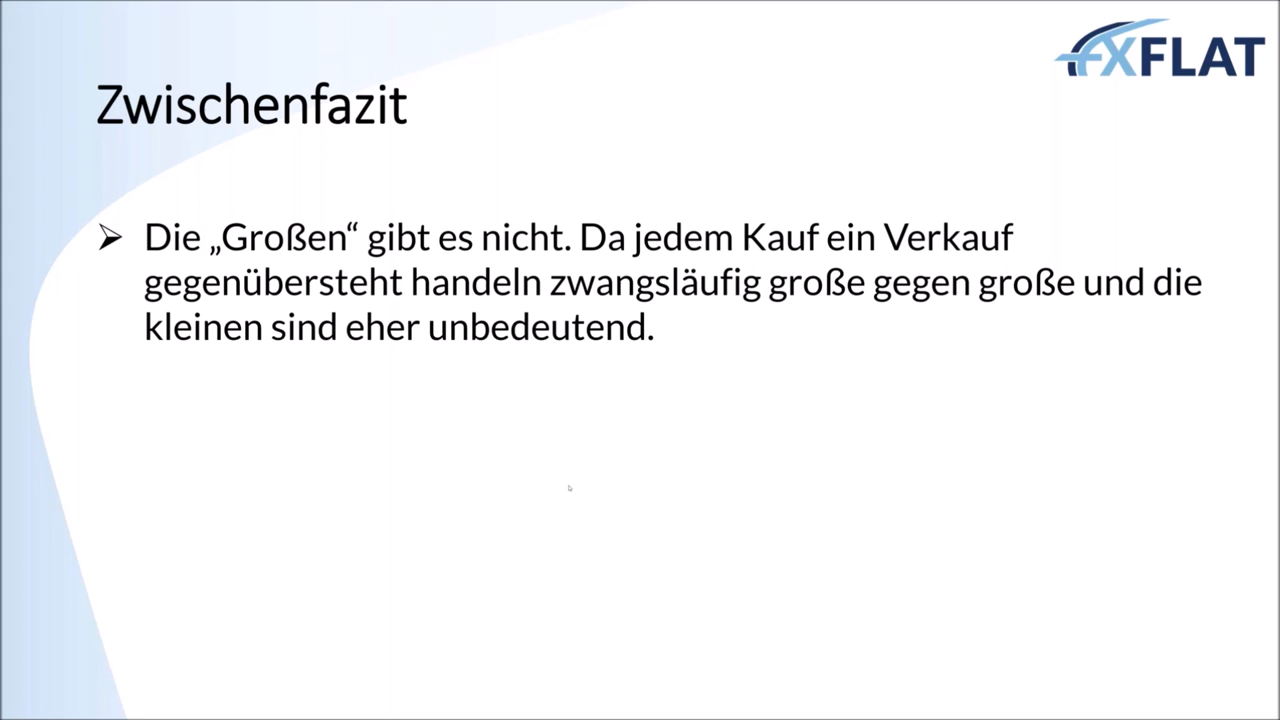 FXFLAT
Zwischenfazit
➢ Die „Großen“ gibt es nicht. Da jedem Kauf ein Verkauf
gegenübersteht handeln zwangsläufig große gegen große und die
kleinen sind eher unbedeutend.